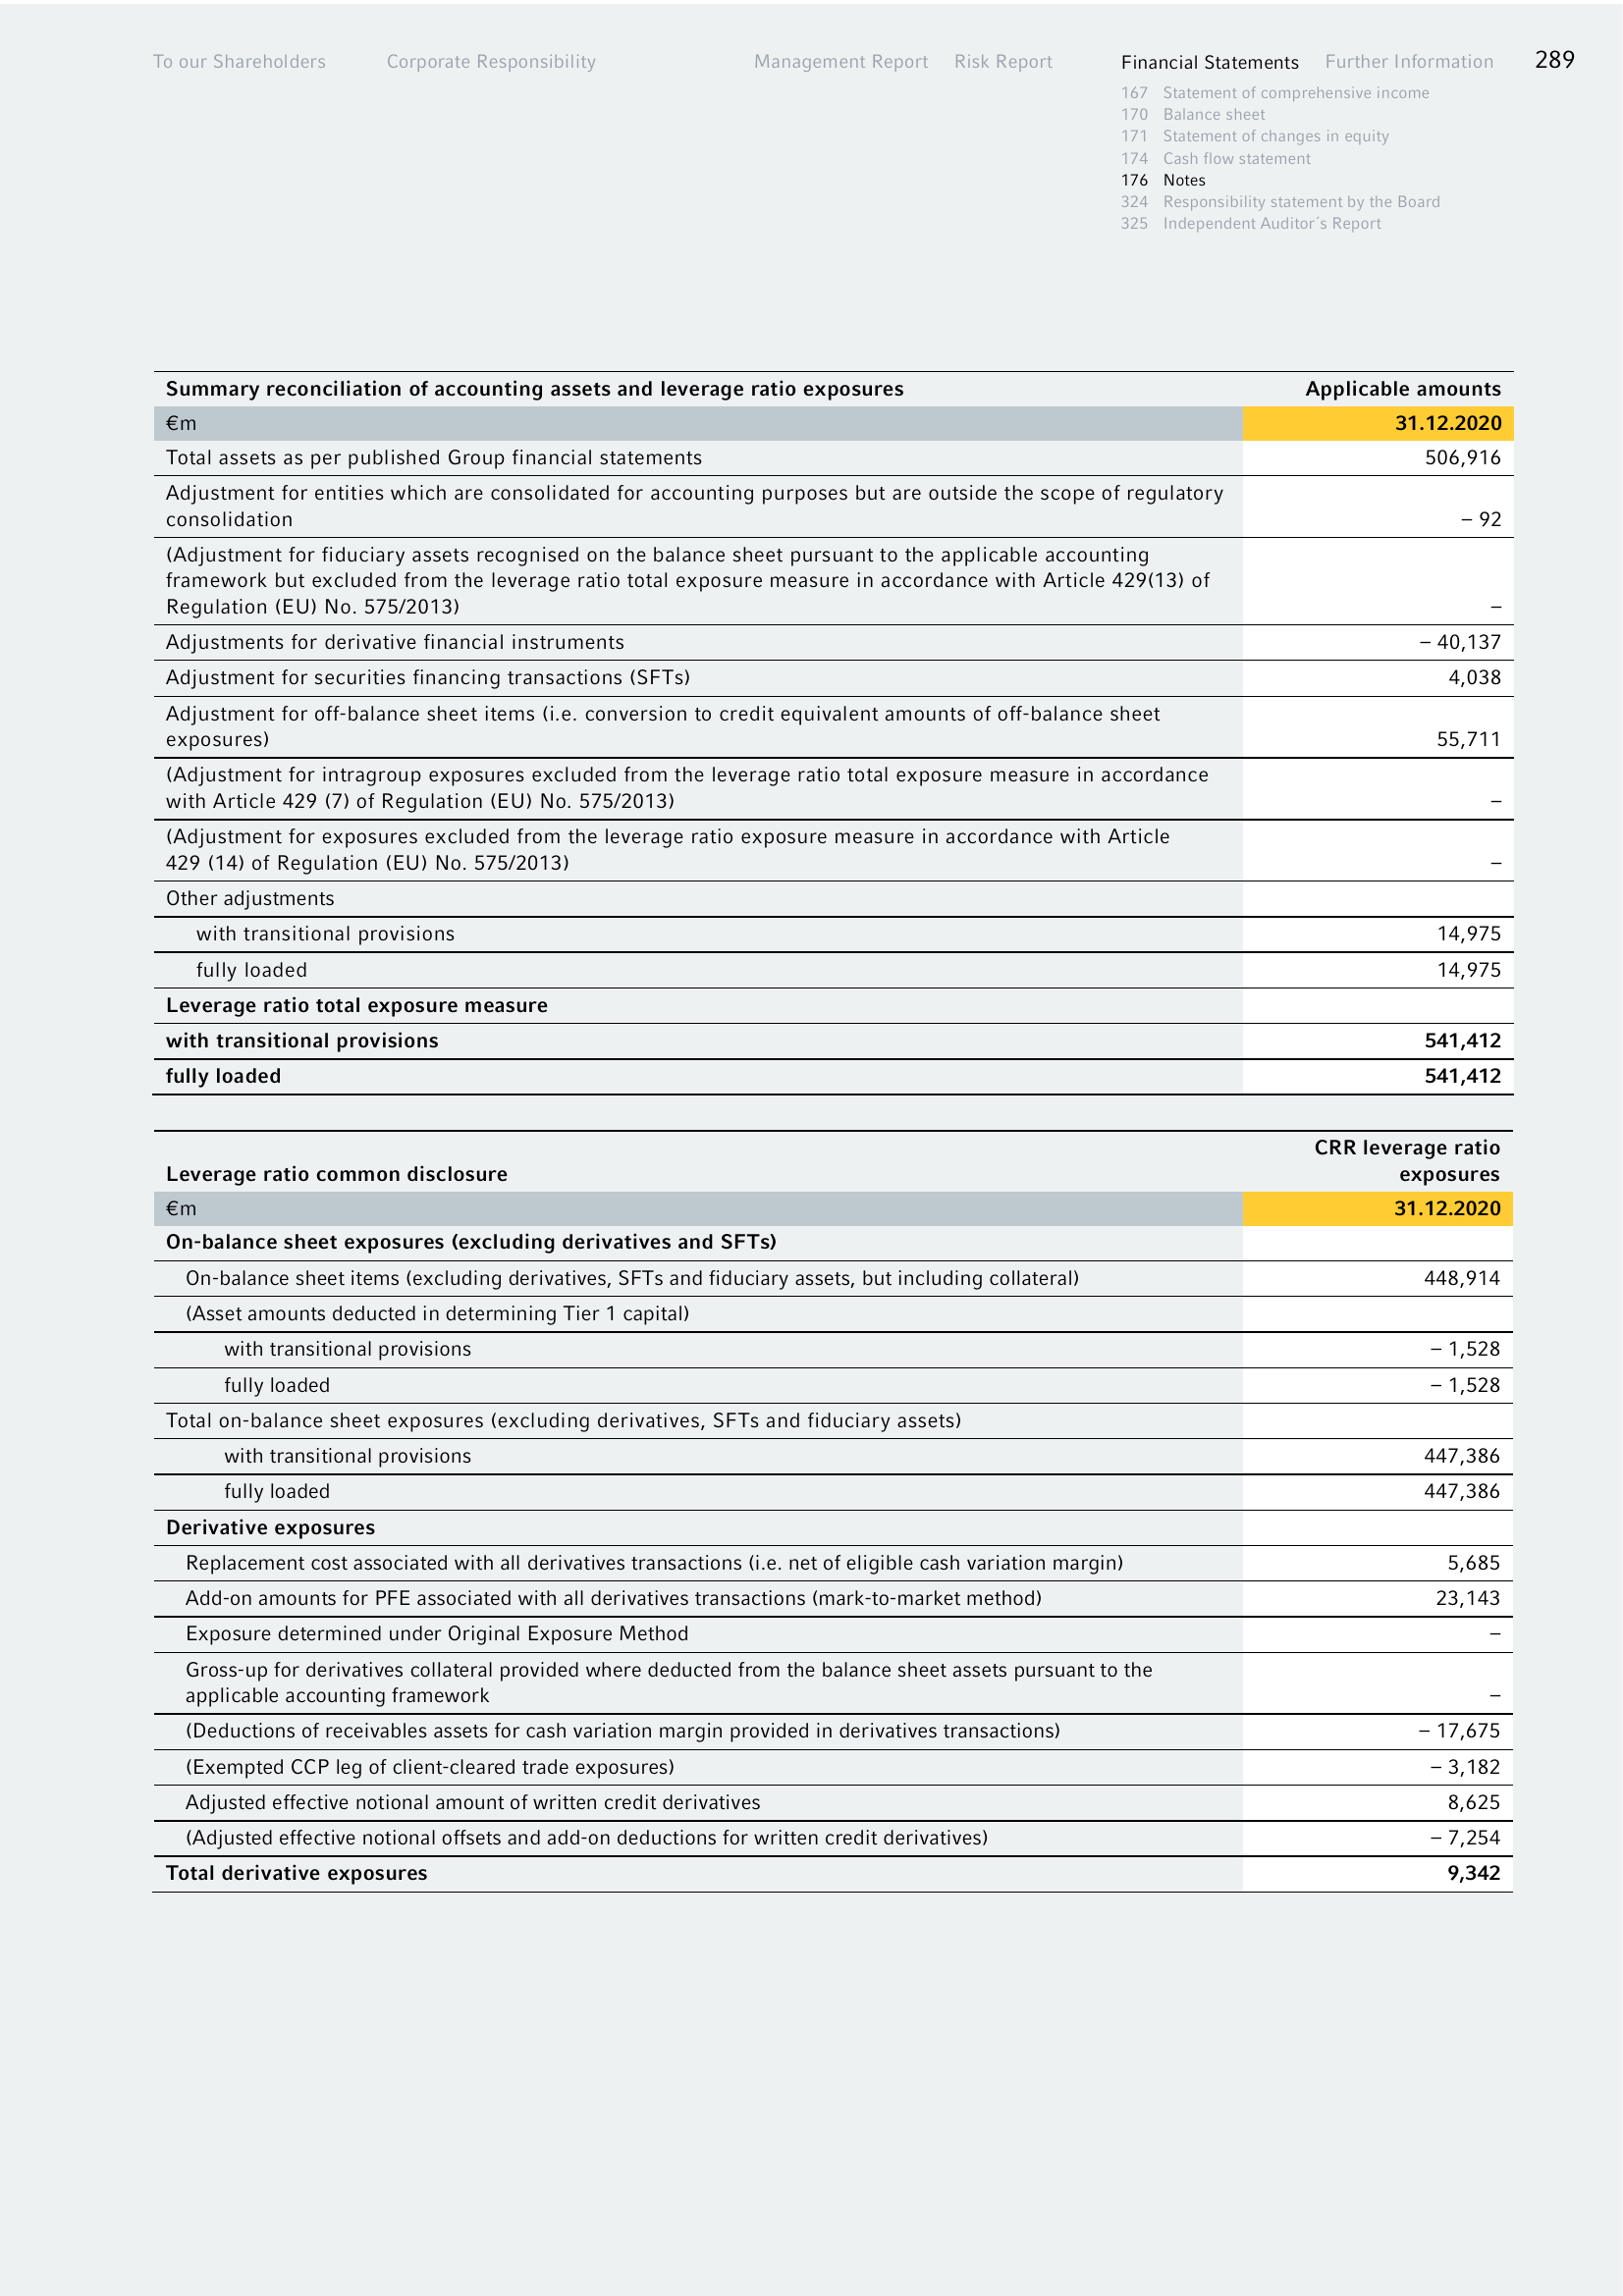 To our Shareholders Corporate Responsibility Management Report Risk Report Financial Statements Further Information 289
167 Statement of comprehensive income
170 Balance sheet
171 Statement of changes in equity
174 Cash flow statement
176 Notes
324 Responsibility statement by the Board
325 Independent Auditor´s Report
Summary reconciliation of accounting assets and leverage ratio exposures Applicable amounts
€m 31.12.2020
Total assets as per published Group financial statements 506,916
Adjustment for entities which are consolidated for accounting purposes but are outside the scope of regulatory
consolidation – 92
(Adjustment for fiduciary assets recognised on the balance sheet pursuant to the applicable accounting
framework but excluded from the leverage ratio total exposure measure in accordance with Article 429(13) of
Regulation (EU) No. 575/2013) –
Adjustments for derivative financial instruments – 40,137
Adjustment for securities financing transactions (SFTs) 4,038
Adjustment for off-balance sheet items (i.e. conversion to credit equivalent amounts of off-balance sheet
exposures) 55,711
(Adjustment for intragroup exposures excluded from the leverage ratio total exposure measure in accordance
with Article 429 (7) of Regulation (EU) No. 575/2013) –
(Adjustment for exposures excluded from the leverage ratio exposure measure in accordance with Article
429 (14) of Regulation (EU) No. 575/2013) –
Other adjustments
with transitional provisions 14,975
fully loaded 14,975
Leverage ratio total exposure measure
with transitional provisions 541,412
fully loaded 541,412
CRR leverage ratio
Leverage ratio common disclosure exposures
€m 31.12.2020
On-balance sheet exposures (excluding derivatives and SFTs)
On-balance sheet items (excluding derivatives, SFTs and fiduciary assets, but including collateral) 448,914
(Asset amounts deducted in determining Tier 1 capital)
with transitional provisions – 1,528
fully loaded – 1,528
Total on-balance sheet exposures (excluding derivatives, SFTs and fiduciary assets)
with transitional provisions 447,386
fully loaded 447,386
Derivative exposures
Replacement cost associated with all derivatives transactions (i.e. net of eligible cash variation margin) 5,685
Add-on amounts for PFE associated with all derivatives transactions (mark-to-market method) 23,143
Exposure determined under Original Exposure Method –
Gross-up for derivatives collateral provided where deducted from the balance sheet assets pursuant to the
applicable accounting framework –
(Deductions of receivables assets for cash variation margin provided in derivatives transactions) – 17,675
(Exempted CCP leg of client-cleared trade exposures) – 3,182
Adjusted effective notional amount of written credit derivatives 8,625
(Adjusted effective notional offsets and add-on deductions for written credit derivatives) – 7,254
Total derivative exposures 9,342